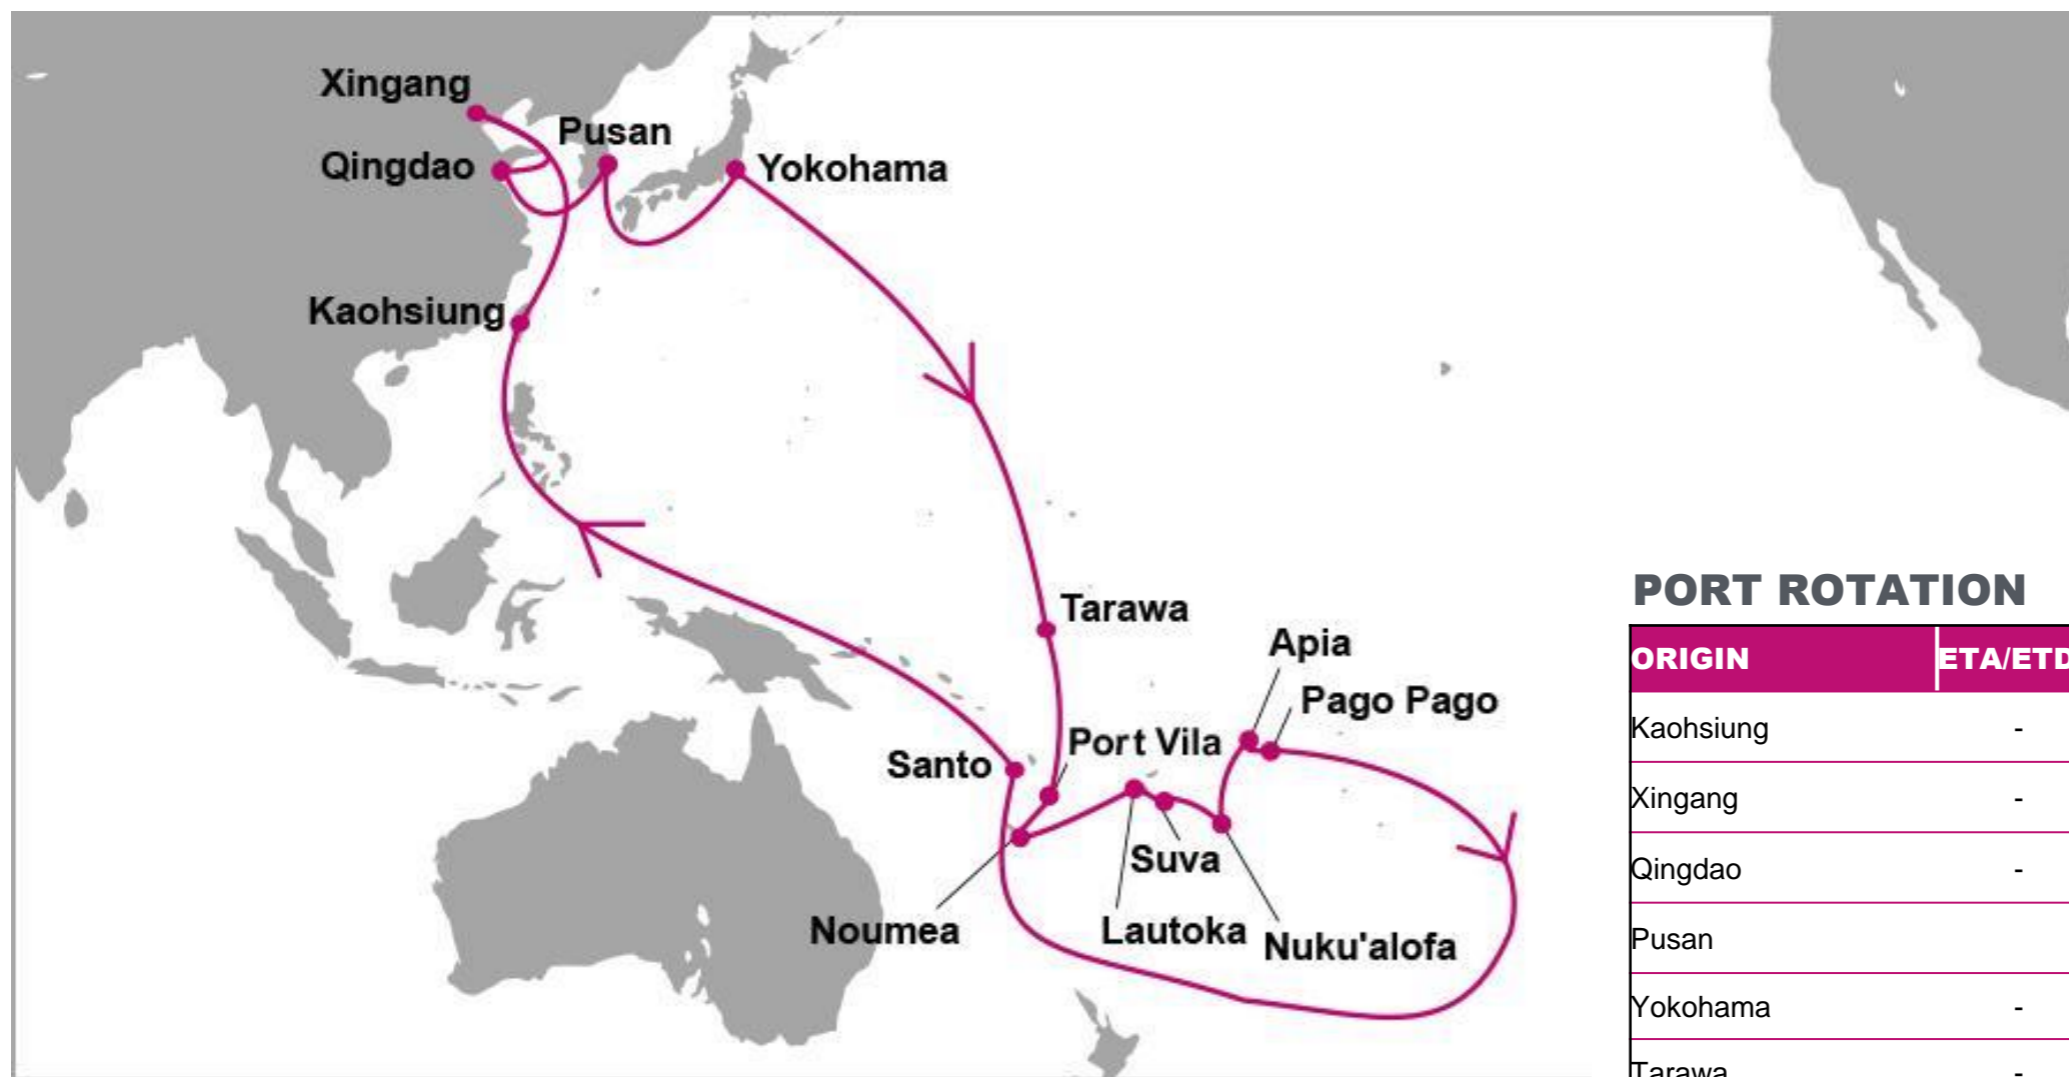 Xingang
Pusan
Qingdao
Yokohama
Kaohsiung
Tarawa
Apia
Pago Pago
Port Vila
Santo
Suva
Noumea
Lautoka
Nuku'alofa
PORT ROTATION
ORIGIN ETA/ETD
Kaohsiung -
Xingang -
Qingdao -
Pusan
Yokohama -
Tarawa -